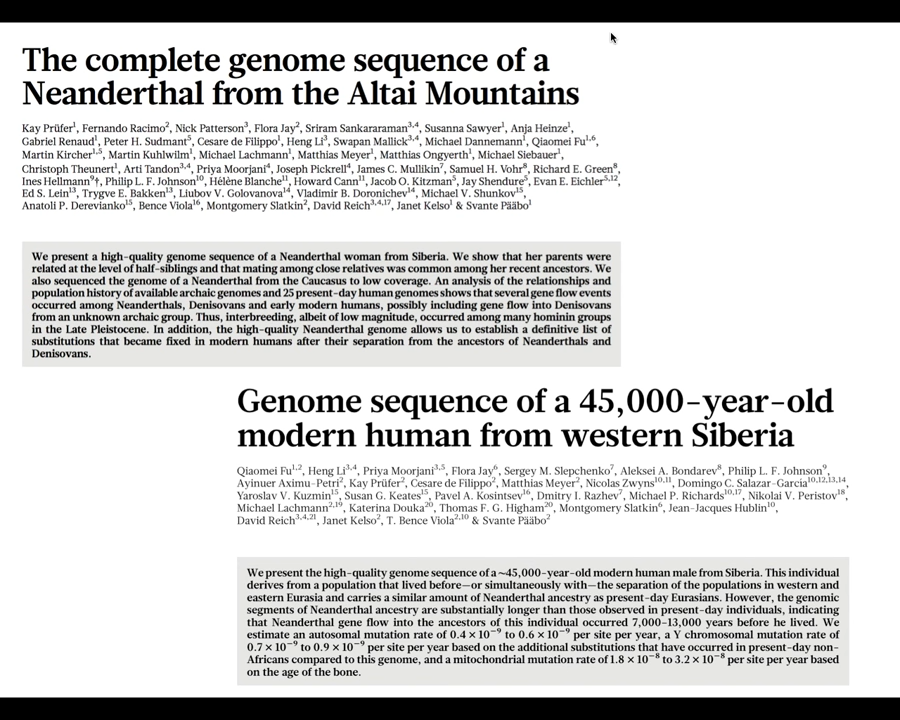 The complete genome sequence of a
Neanderthal from the Altai Mountains
Kay Prüfer¹, Fernando Racimo², Nick Patterson³, Flora Jay², Sriram Sankararaman³,⁴, Susanna Sawyer¹, Anja Heinze¹,
Gabriel Renaud¹, Peter H. Sudmant⁵, Cesare de Filippo¹, Heng Li³, Swapan Mallick³,⁴, Michael Dannemann¹, Qiaomei Fu¹,⁶,
Martin Kircher¹,⁵, Martin Kuhlwilm¹, Michael Lachmann¹, Matthias Meyer¹, Matthias Ongyerth¹, Michael Siebauer¹,
Christoph Theunert¹, Arti Tandon³,⁴, Priya Moorjani⁴, Joseph Pickrell⁴, James C. Mullikin⁷, Samuel H. Vohr⁸, Richard E. Green⁸,
Ines Hellmann⁹†, Philip L. F. Johnson¹⁰, Hélène Blanche¹¹, Howard Cann¹¹, Jacob O. Kitzman⁵, Jay Shendure⁵, Evan E. Eichler⁵,¹²,
Ed S. Lein¹³, Trygve E. Bakken¹³, Liubov V. Golovanova¹⁴, Vladimir B. Doronichev¹⁴, Michael V. Shunkov¹⁵,
Anatoli P. Derevianko¹⁵, Bence Viola¹⁶, Montgomery Slatkin², David Reich³,⁴,¹⁷, Janet Kelso¹ & Svante Pääbo¹
We present a high-quality genome sequence of a Neanderthal woman from Siberia. We show that her parents were
related at the level of half-siblings and that mating among close relatives was common among her recent ancestors. We
also sequenced the genome of a Neanderthal from the Caucasus to low coverage. An analysis of the relationships and
population history of available archaic genomes and 25 present-day human genomes shows that several gene flow events
occurred among Neanderthals, Denisovans and early modern humans, possibly including gene flow into Denisovans
from an unknown archaic group. Thus, interbreeding, albeit of low magnitude, occurred among many hominin groups
in the Late Pleistocene. In addition, the high-quality Neanderthal genome allows us to establish a definitive list of
substitutions that became fixed in modern humans after their separation from the ancestors of Neanderthals and
Denisovans.
Genome sequence of a 45,000-year-old
modern human from western Siberia
Qiaomei Fu¹,², Heng Li³,⁴, Priya Moorjani³,⁵, Flora Jay⁶, Sergey M. Slepchenko⁷, Aleksei A. Bondarev⁸, Philip L. F. Johnson⁹,
Ayinuer Aximu-Petri², Kay Prüfer², Cesare de Filippo², Matthias Meyer², Nicolas Zwyns¹⁰,¹¹, Domingo C. Salazar-García¹⁰,¹²,¹³,¹⁴,
Yaroslav V. Kuzmin¹⁵, Susan G. Keates¹⁵, Pavel A. Kosintsev¹⁶, Dmitry I. Razhev⁷, Michael P. Richards¹⁰,¹⁷, Nikolai V. Peristov¹⁸,
Michael Lachmann²,¹⁹, Katerina Douka²⁰, Thomas F. G. Higham²⁰, Montgomery Slatkin⁶, Jean-Jacques Hublin¹⁰,
David Reich³,⁴,²¹, Janet Kelso², T. Bence Viola²,¹⁰ & Svante Pääbo²
We present the high-quality genome sequence of a ~45,000-year-old modern human male from Siberia. This individual
derives from a population that lived before—or simultaneously with—the separation of the populations in western and
eastern Eurasia and carries a similar amount of Neanderthal ancestry as present-day Eurasians. However, the genomic
segments of Neanderthal ancestry are substantially longer than those observed in present-day individuals, indicating
that Neanderthal gene flow into the ancestors of this individual occurred 7,000–13,000 years before he lived. We
estimate an autosomal mutation rate of 0.4 × 10⁻⁹ to 0.6 × 10⁻⁹ per site per year, a Y chromosomal mutation rate of
0.7 × 10⁻⁹ to 0.9 × 10⁻⁹ per site per year based on the additional substitutions that have occurred in present-day non-
Africans compared to this genome, and a mitochondrial mutation rate of 1.8 × 10⁻⁸ to 3.2 × 10⁻⁸ per site per year based
on the age of the bone.